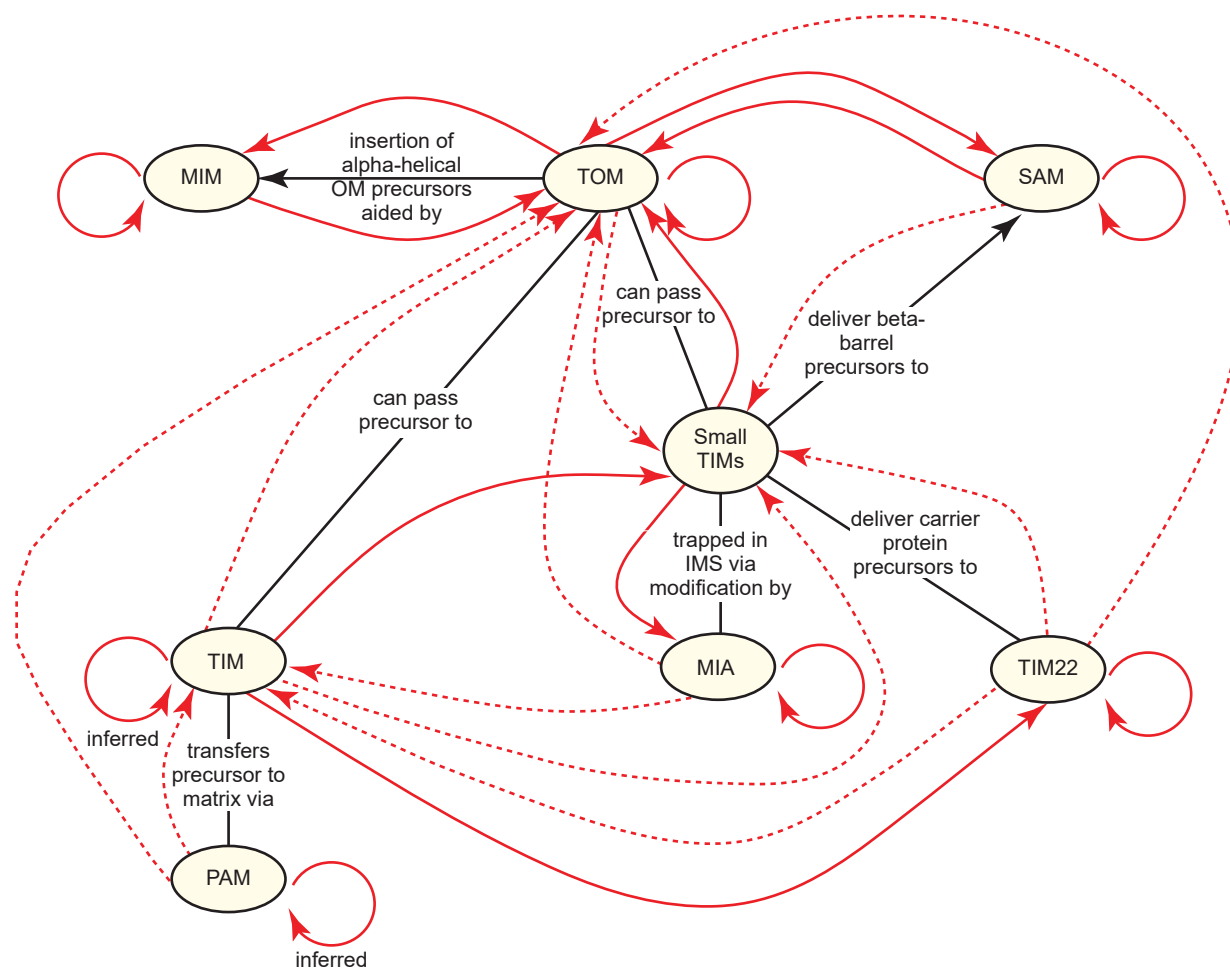 insertion of
alpha-helical
OM precursors
aided by
MIM
TOM
SAM
can pass
precursor to
deliver beta-
barrel
precursors to
can pass
precursor to
Small
TIMs
deliver carrier
protein
precursors to
trapped in
IMS via
modification by
TIM
MIA
TIM22
inferred
transfers
precursor to
matrix via
PAM
inferred